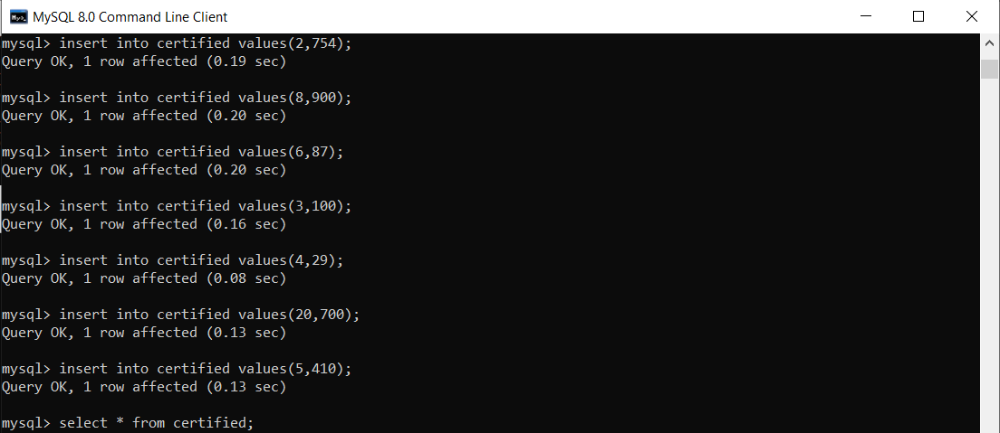 MySQL 8.0 Command Line Client
mysql> insert into certified values(2,754);
Query OK, 1 row affected (0.19 sec)
mysql> insert into certified values(8,900);
Query OK, 1 row affected (0.20 sec)
mysql> insert into certified values(6,87);
Query OK, 1 row affected (0.20 sec)
mysql> insert into certified values(3,100);
Query OK, 1 row affected (0.16 sec)
mysql> insert into certified values(4,29);
Query OK, 1 row affected (0.08 sec)
mysql> insert into certified values(20,700);
Query OK, 1 row affected (0.13 sec)
mysql> insert into certified values(5,410);
Query OK, 1 row affected (0.13 sec)
mysql> select * from certified;